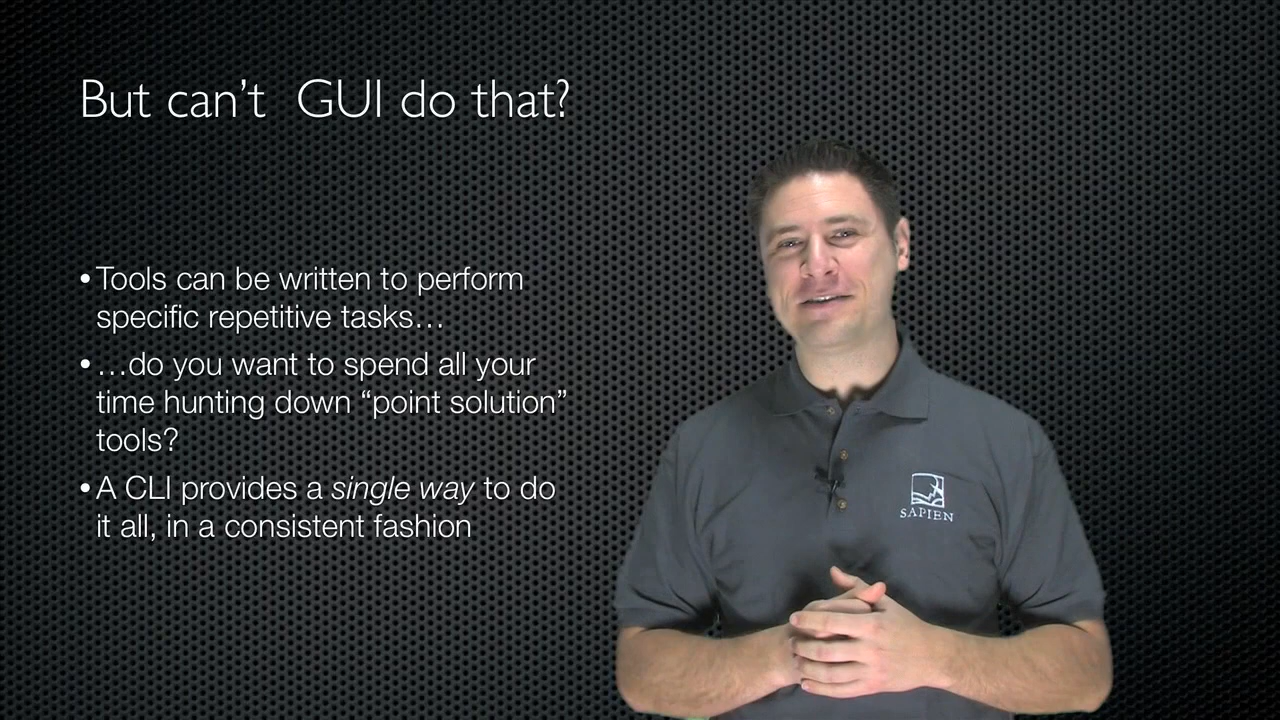 But can’t  GUI do that?
•Tools can be written to perform
specific repetitive tasks…
•…do you want to spend all your
time hunting down “point solution”
tools?
•A CLI provides a single way to do
it all, in a consistent fashion
SAPIEN